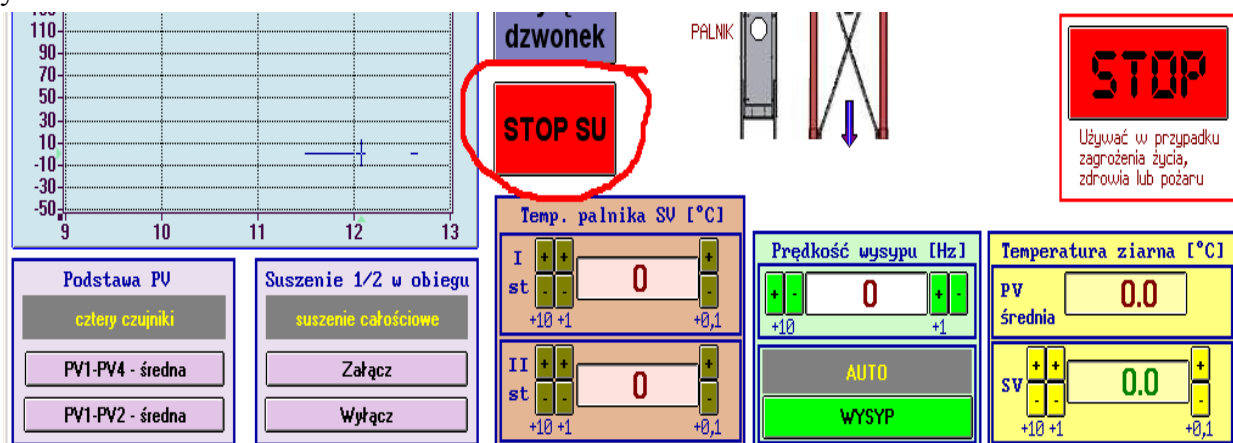 110
90
70
50
30
10
-10
-30
-50
9 10 11 12 13
dzwonek
STOP SU
PALNIK
STOP
Używać w przypadku
zagrożenia życia,
zdrowia lub pożaru
Podstawa PV
cztery czujniki
PV1-PV4 - średna
PV1-PV2 - średna
Suszenie 1/2 w obiegu
suszenie całościowe
Załącz
Wyłącz
Temp. palnika SV [°C]
I + + 0 +
st - - -
+10 +1 +0,1
II + + 0 +
st - - -
+10 +1 +0,1
Prędkość wysypu [Hz]
+ - 0 + -
+10 +1
AUTO
WYSYP
Temperatura ziarna [°C]
PV 0.0
średnia
SV + + 0.0 +
- - -
+10 +1 +0,1